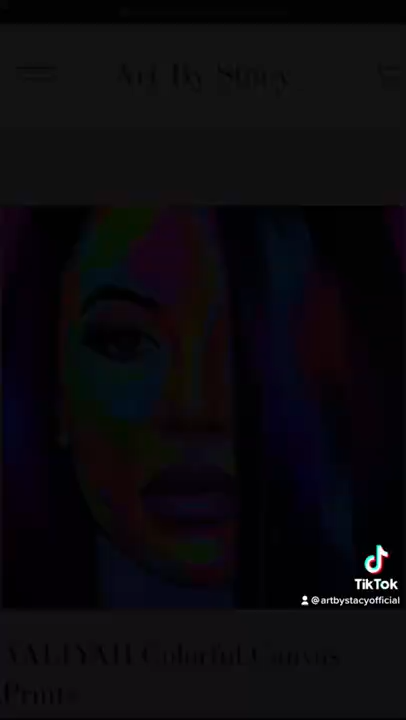 Art By Stacy
TikTok
@artbystacyofficial
AALIYAH Colorful Canvas
Prints